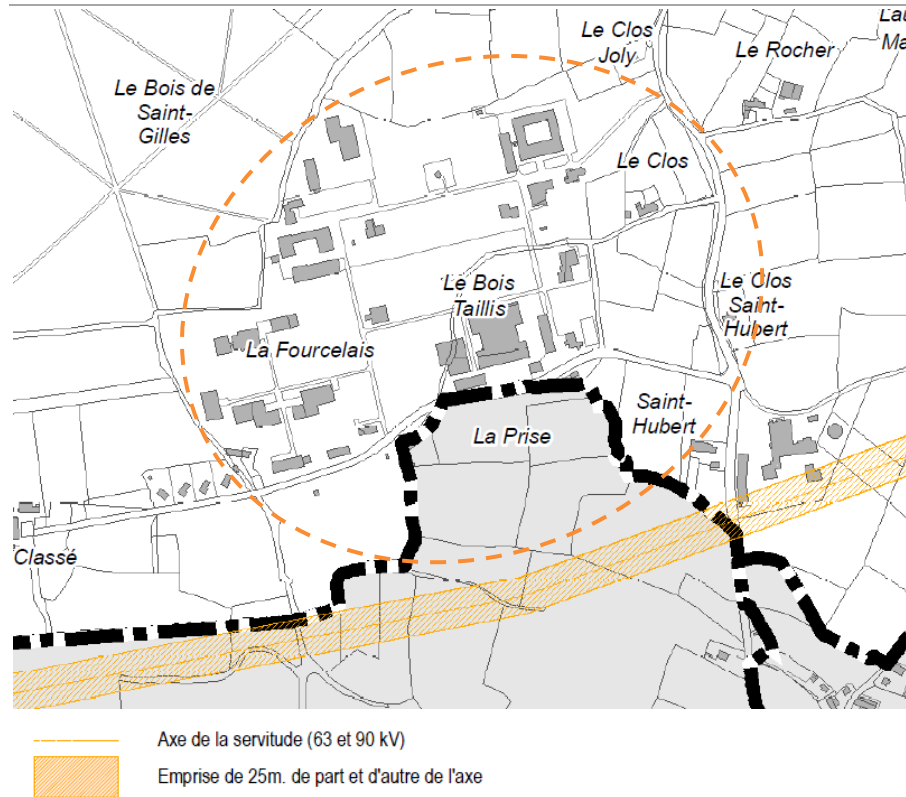 Le Clos
Joly
Le Rocher
Le Bois de
Saint-
Gilles
Le Clos
Le Bois
Taillis
Le Clos
Saint-
Hubert
La Fourcelais
Saint-
Hubert
La Prise
Classé
Axe de la servitude (63 et 90 kV)
Emprise de 25m. de part et d'autre de l'axe